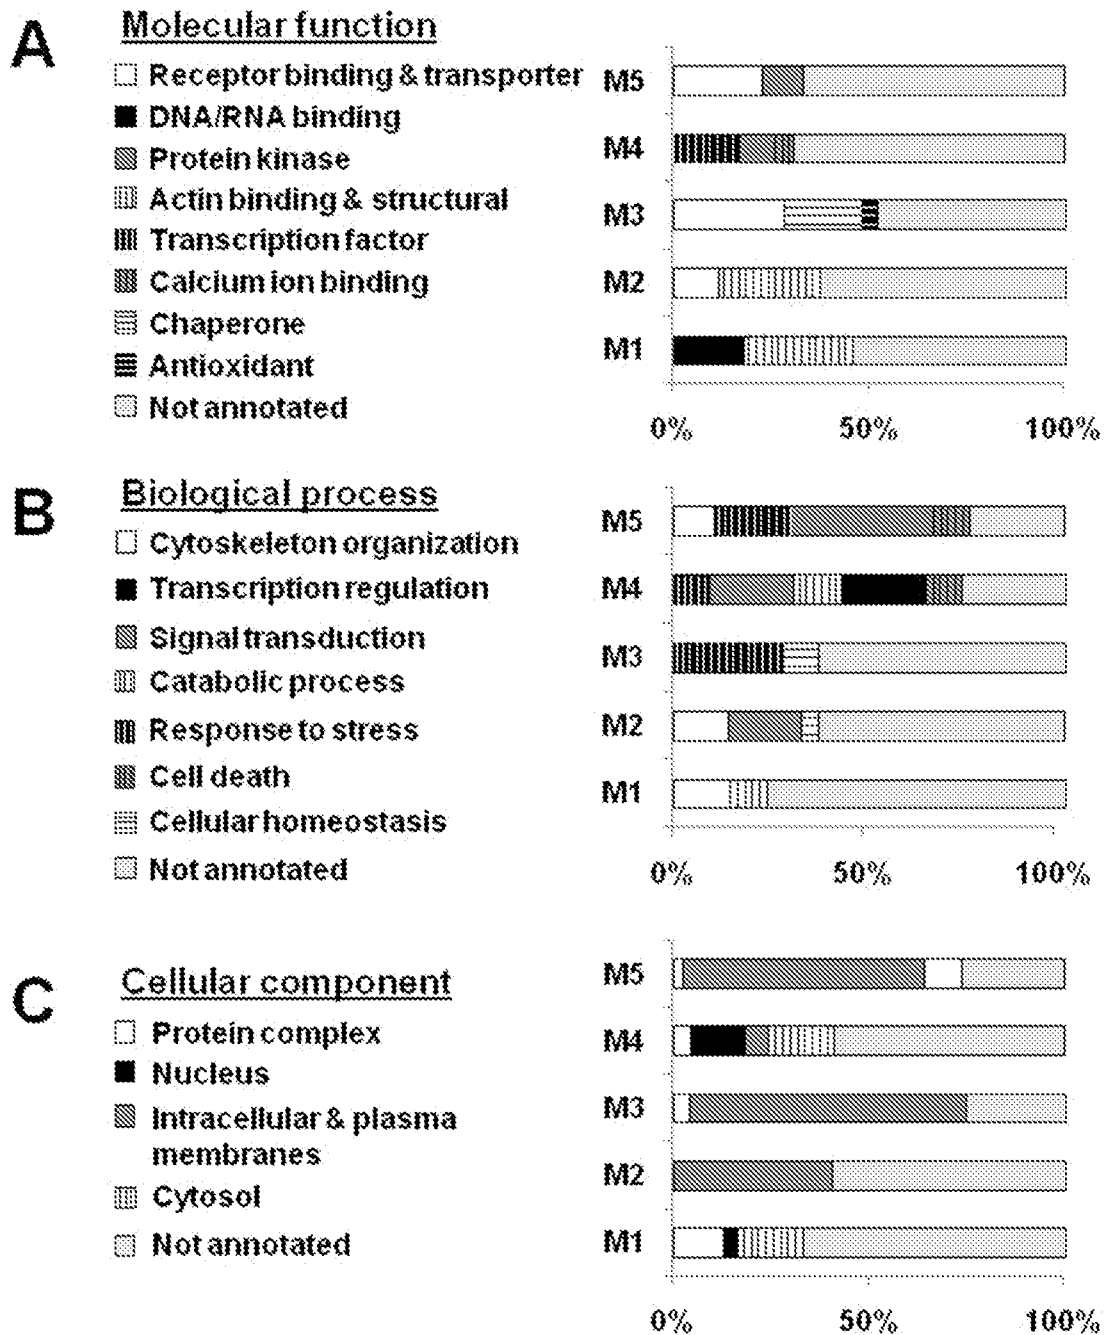 A
Molecular function
Receptor binding & transporter
DNA/RNA binding
Protein kinase
Actin binding & structural
Transcription factor
Calcium ion binding
Chaperone
Antioxidant
Not annotated
M5
M4
M3
M2
M1
0% 50% 100%
B
Biological process
Cytoskeleton organization
Transcription regulation
Signal transduction
Catabolic process
Response to stress
Cell death
Cellular homeostasis
Not annotated
M5
M4
M3
M2
M1
0% 50% 100%
C
Cellular component
Protein complex
Nucleus
Intracellular & plasma
membranes
Cytosol
Not annotated
M5
M4
M3
M2
M1
0% 50% 100%